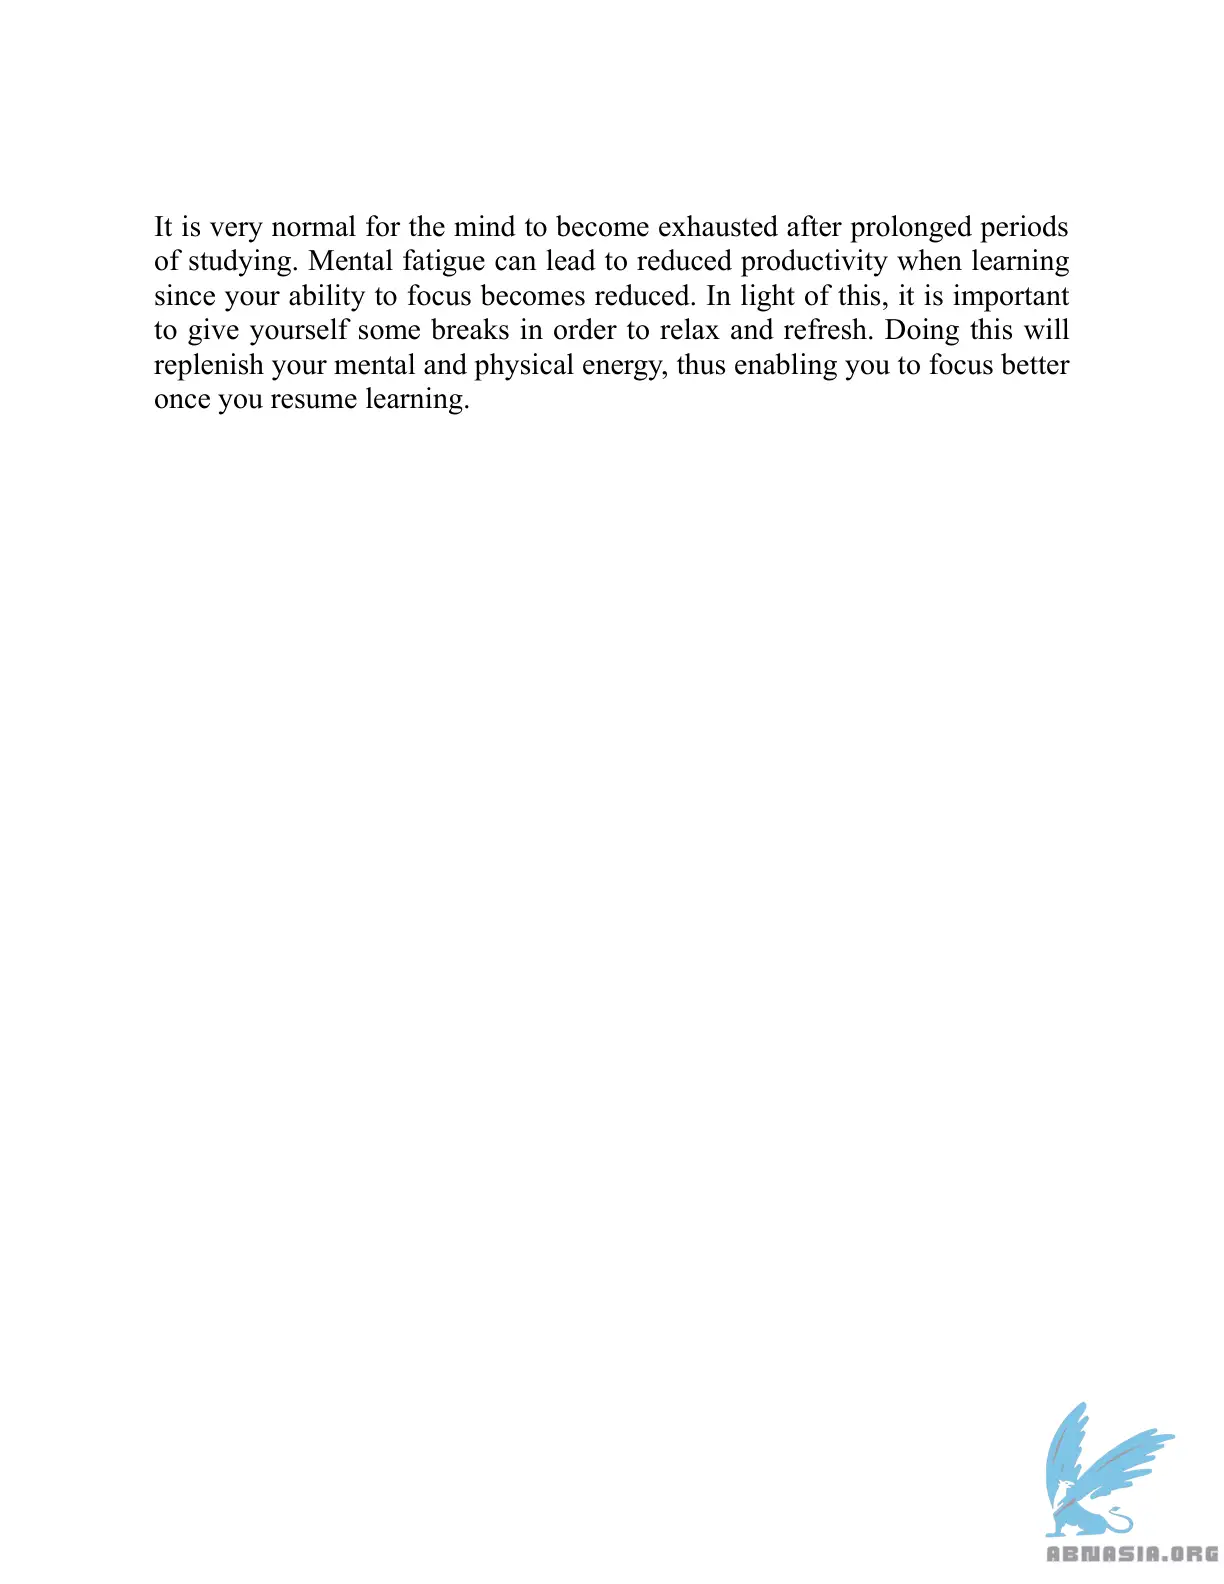 It is very normal for the mind to become exhausted after prolonged periods
of studying. Mental fatigue can lead to reduced productivity when learning
since your ability to focus becomes reduced. In light of this, it is important
to give yourself some breaks in order to relax and refresh. Doing this will
replenish your mental and physical energy, thus enabling you to focus better
once you resume learning.
ABNASIA.ORG